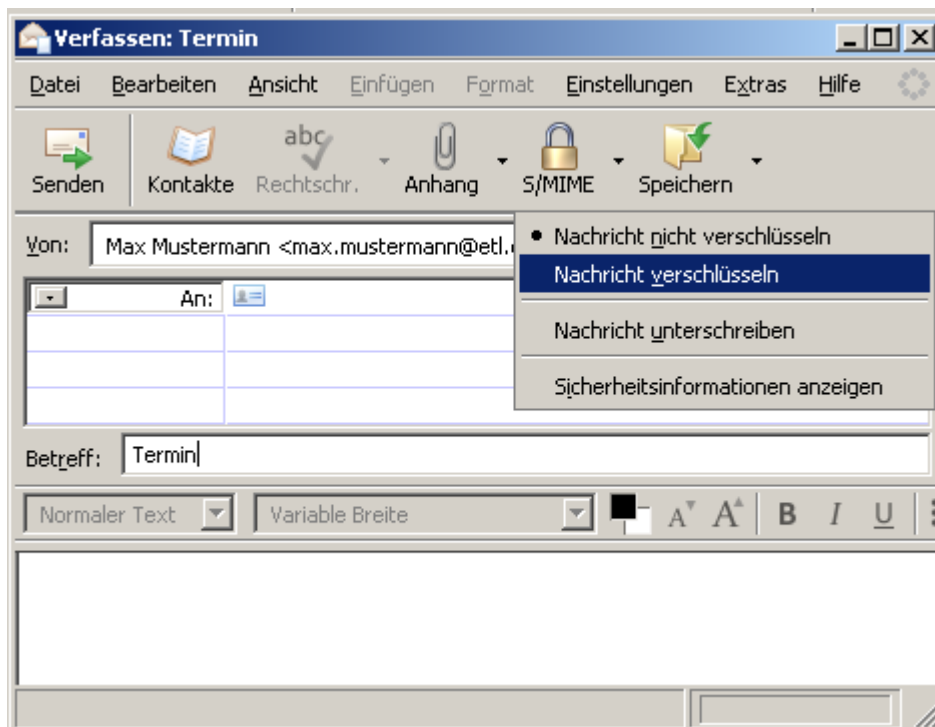 Verfassen: Termin
Datei Bearbeiten Ansicht Einfügen Format Einstellungen Extras Hilfe
abc
Senden Kontakte Rechtschr. Anhang S/MIME Speichern
Von: Max Mustermann <max.mustermann@etl.
Nachricht nicht verschlüsseln
Nachricht verschlüsseln
An:
Nachricht unterschreiben
Sicherheitsinformationen anzeigen
Betreff: Termin
Normaler Text Variable Breite A A B I U